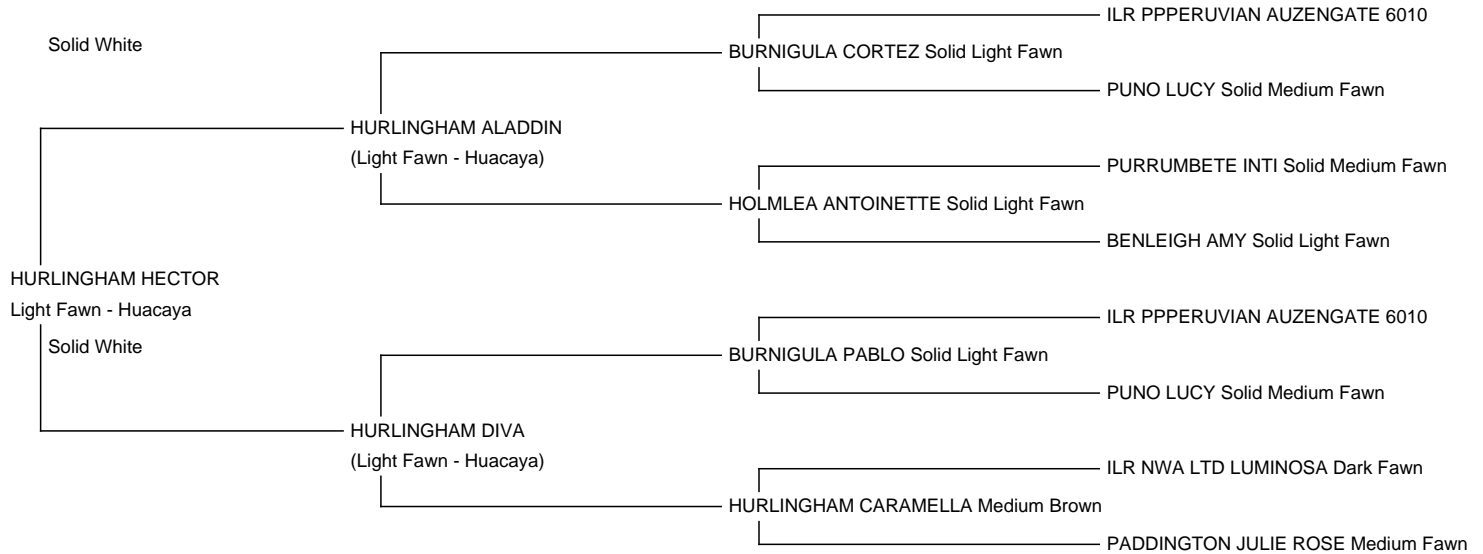 ILR PPPERUVIAN AUZENGATE 6010
Solid White
BURNIGULA CORTEZ Solid Light Fawn
PUNO LUCY Solid Medium Fawn
HURLINGHAM ALADDIN
(Light Fawn - Huacaya)
PURRUMBETE INTI Solid Medium Fawn
HOLMLEA ANTOINETTE Solid Light Fawn
BENLEIGH AMY Solid Light Fawn
HURLINGHAM HECTOR
Light Fawn - Huacaya
ILR PPPERUVIAN AUZENGATE 6010
Solid White
BURNIGULA PABLO Solid Light Fawn
PUNO LUCY Solid Medium Fawn
HURLINGHAM DIVA
(Light Fawn - Huacaya)
ILR NWA LTD LUMINOSA Dark Fawn
HURLINGHAM CARAMELLA Medium Brown
PADDINGTON JULIE ROSE Medium Fawn